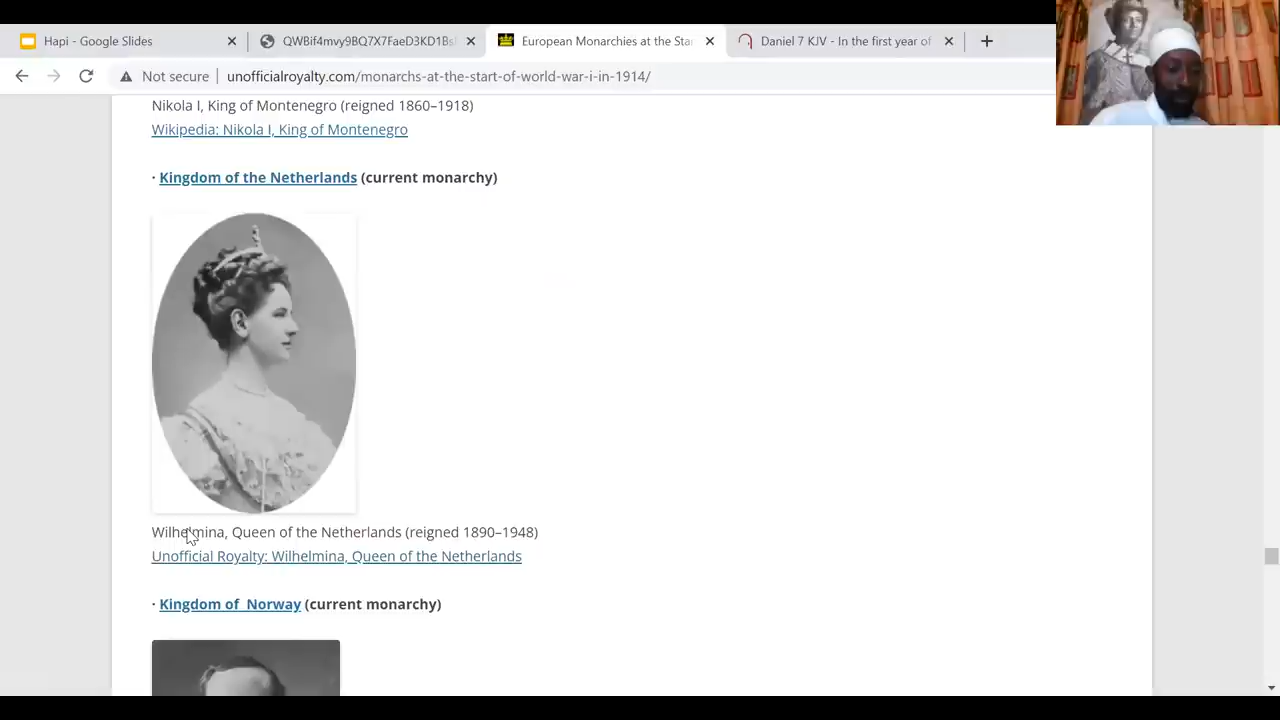 Hapi - Google Slides
QWBif4mvy9BQ7X7FaeD3KD1Bs
European Monarchies at the Sta
Daniel 7 KJV - In the first year of
Not secure
unofficialroyalty.com/monarchs-at-the-start-of-world-war-i-in-1914/
Nikola I, King of Montenegro (reigned 1860–1918)
Wikipedia: Nikola I, King of Montenegro
· Kingdom of the Netherlands (current monarchy)
Wilhelmina, Queen of the Netherlands (reigned 1890–1948)
Unofficial Royalty: Wilhelmina, Queen of the Netherlands
· Kingdom of Norway (current monarchy)